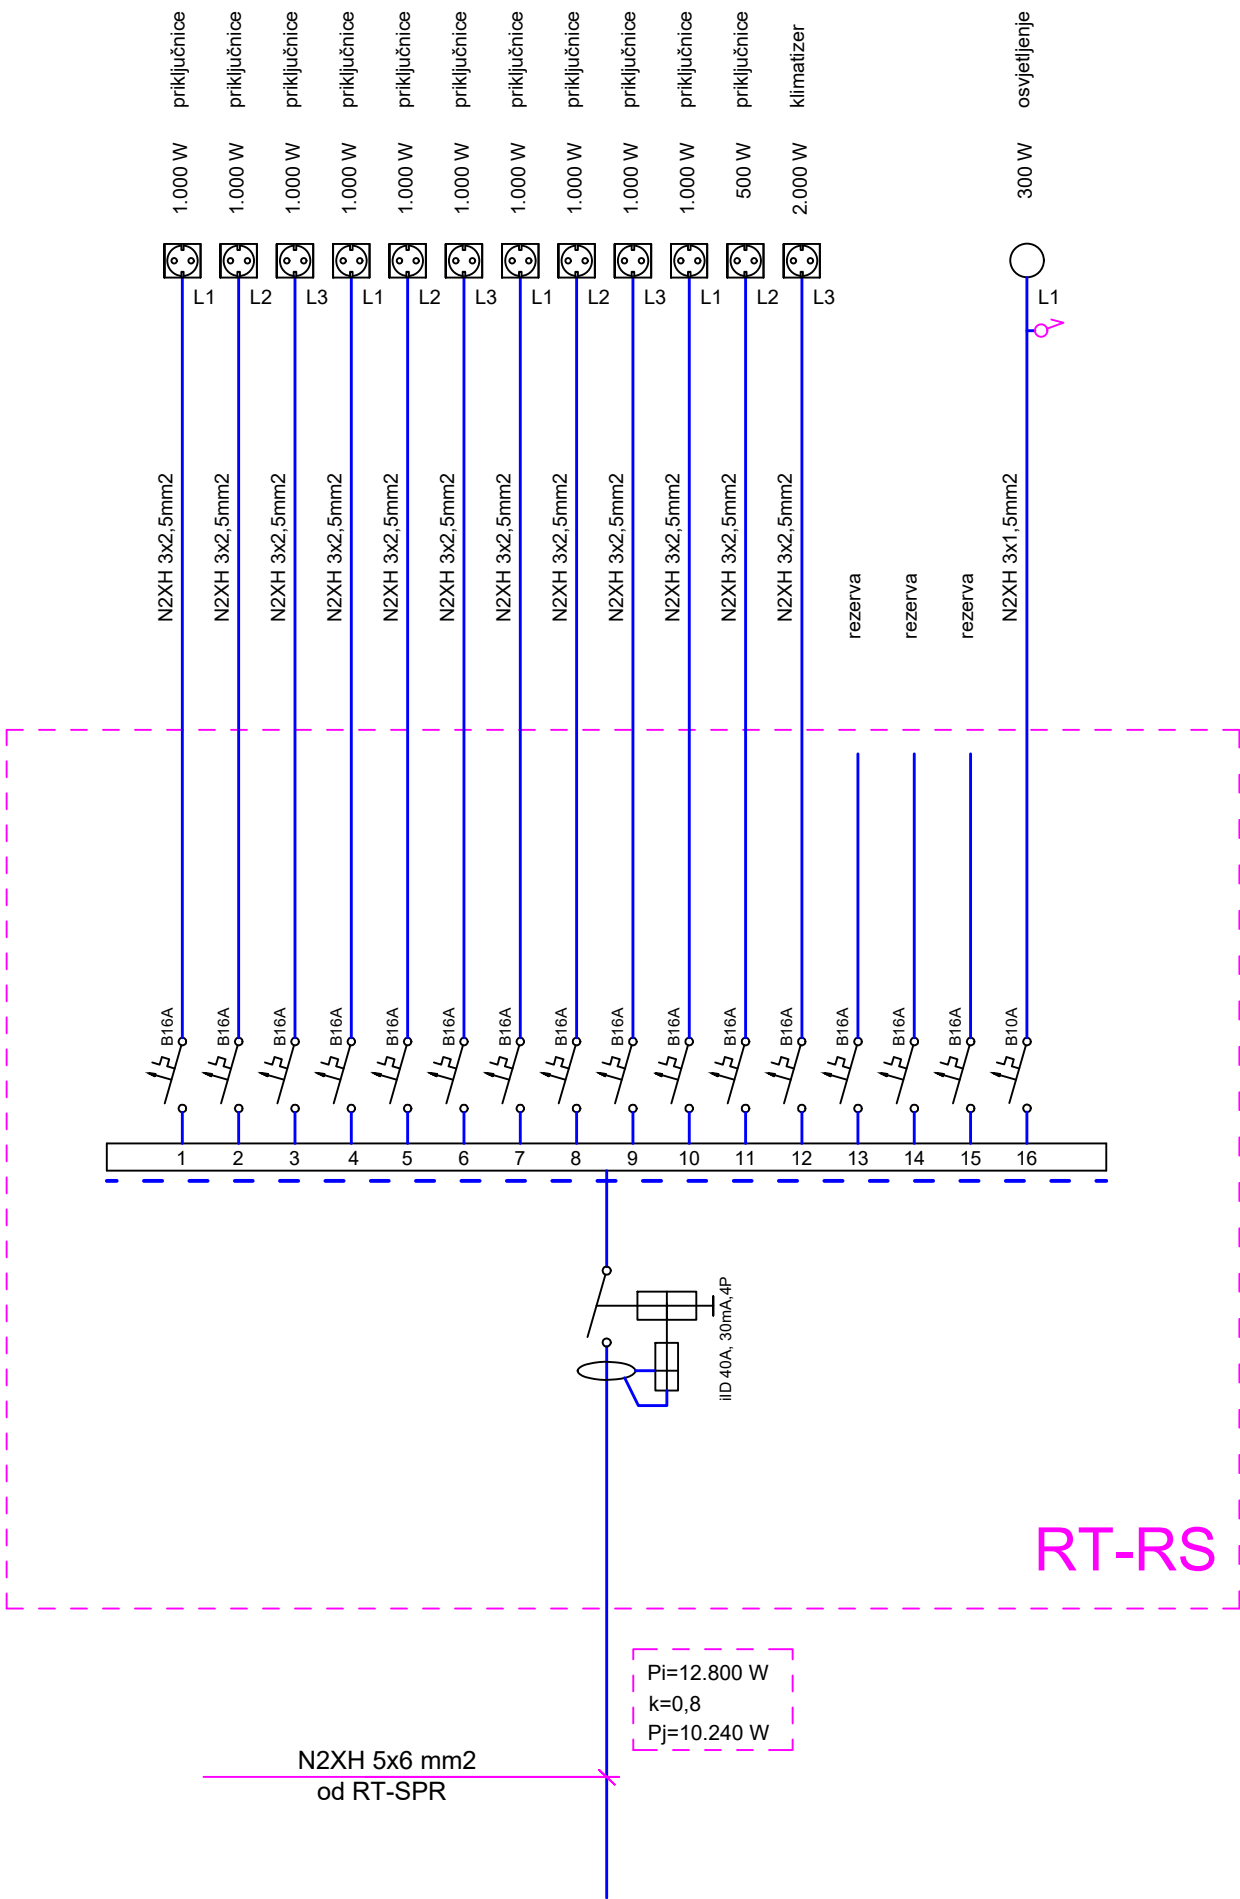 priključnice priključnice priključnice priključnice priključnice priključnice priključnice priključnice priključnice priključnice priključnice klimatizer osvjetljenje
1.000 W 1.000 W 1.000 W 1.000 W 1.000 W 1.000 W 1.000 W 1.000 W 1.000 W 1.000 W 500 W 2.000 W 300 W
L1 L2 L3 L1 L2 L3 L1 L2 L3 L1 L2 L3 L1
N2XH 3x2,5mm2 N2XH 3x2,5mm2 N2XH 3x2,5mm2 N2XH 3x2,5mm2 N2XH 3x2,5mm2 N2XH 3x2,5mm2 N2XH 3x2,5mm2 N2XH 3x2,5mm2 N2XH 3x2,5mm2 N2XH 3x2,5mm2 N2XH 3x2,5mm2 N2XH 3x2,5mm2 rezerva rezerva rezerva N2XH 3x1,5mm2
B16A B16A B16A B16A B16A B16A B16A B16A B16A B16A B16A B16A B16A B16A B16A B10A
1 2 3 4 5 6 7 8 9 10 11 12 13 14 15 16
iID 40A, 30mA,4P
RT-RS
Pi=12.800 W
k=0,8
Pj=10.240 W
N2XH 5x6 mm2
od RT-SPR